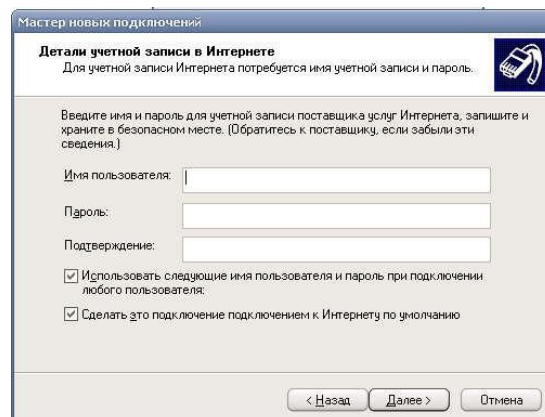 Мастер новых подключений
Детали учетной записи в Интернете
Для учетной записи Интернета потребуется имя учетной записи и пароль.
Введите имя и пароль для учетной записи поставщика услуг Интернета, запишите и
храните в безопасном месте. (Обратитесь к поставщику, если забыли эти
сведения.)
Имя пользователя:
Пароль:
Подтверждение:
Использовать следующие имя пользователя и пароль при подключении
любого пользователя:
Сделать это подключение подключением к Интернету по умолчанию
< Назад
Далее >
Отмена